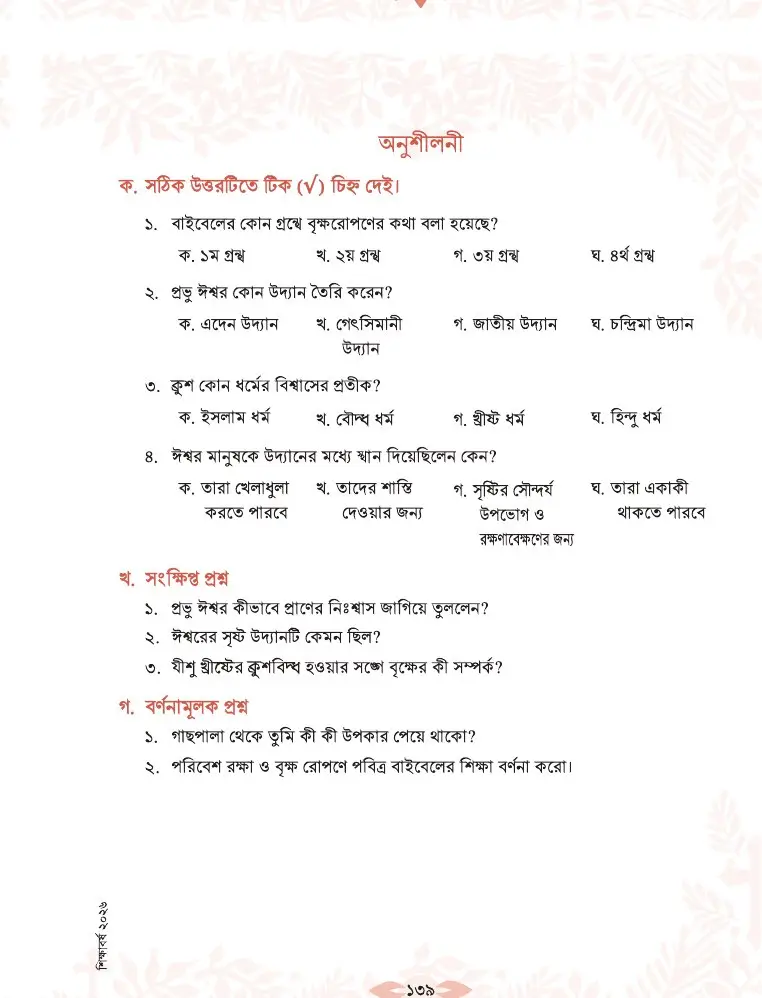 অনুশীলনী
ক. সঠিক উত্তরটিতে টিক (√) চিহ্ন দেই।
১. বাইবেলের কোন গ্রন্থে বৃক্ষরোপণের কথা বলা হয়েছে?
ক. ১ম গ্রন্থ খ. ২য় গ্রন্থ গ. ৩য় গ্রন্থ ঘ. ৪র্থ গ্রন্থ
২. প্রভু ঈশ্বর কোন উদ্যান তৈরি করেন?
ক. এদেন উদ্যান খ. গেৎসিমানী গ. জাতীয় উদ্যান ঘ. চন্দ্রিমা উদ্যান
উদ্যান
৩. ক্রুশ কোন ধর্মের বিশ্বাসের প্রতীক?
ক. ইসলাম ধর্ম খ. বৌদ্ধ ধর্ম গ. খ্রীষ্ট ধর্ম ঘ. হিন্দু ধর্ম
৪. ঈশ্বর মানুষকে উদ্যানের মধ্যে স্থান দিয়েছিলেন কেন?
ক. তারা খেলাধুলা খ. তাদের শাস্তি গ. সৃষ্টির সৌন্দর্য ঘ. তারা একাকী
করতে পারবে দেওয়ার জন্য উপভোগ ও থাকতে পারবে
রক্ষণাবেক্ষণের জন্য
খ. সংক্ষিপ্ত প্রশ্ন
১. প্রভু ঈশ্বর কীভাবে প্রাণের নিঃশ্বাস জাগিয়ে তুললেন?
২. ঈশ্বরের সৃষ্ট উদ্যানটি কেমন ছিল?
৩. যীশু খ্রীষ্টের ক্রুশবিদ্ধ হওয়ার সঙ্গে বৃক্ষের কী সম্পর্ক?
গ. বর্ণনামূলক প্রশ্ন
১. গাছপালা থেকে তুমি কী কী উপকার পেয়ে থাকো?
২. পরিবেশ রক্ষা ও বৃক্ষ রোপণে পবিত্র বাইবেলের শিক্ষা বর্ণনা করো।
শিক্ষাবর্ষ ২০২৬
১৩৯